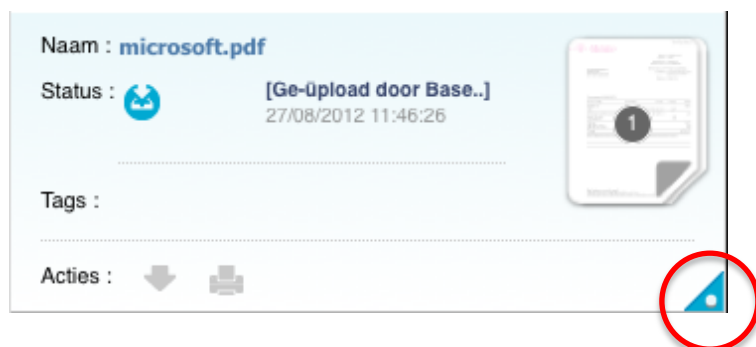 Naam : microsoft.pdf
Status : [Ge-üpload door Base..]
27/08/2012 11:46:26
1
Tags :
Acties :